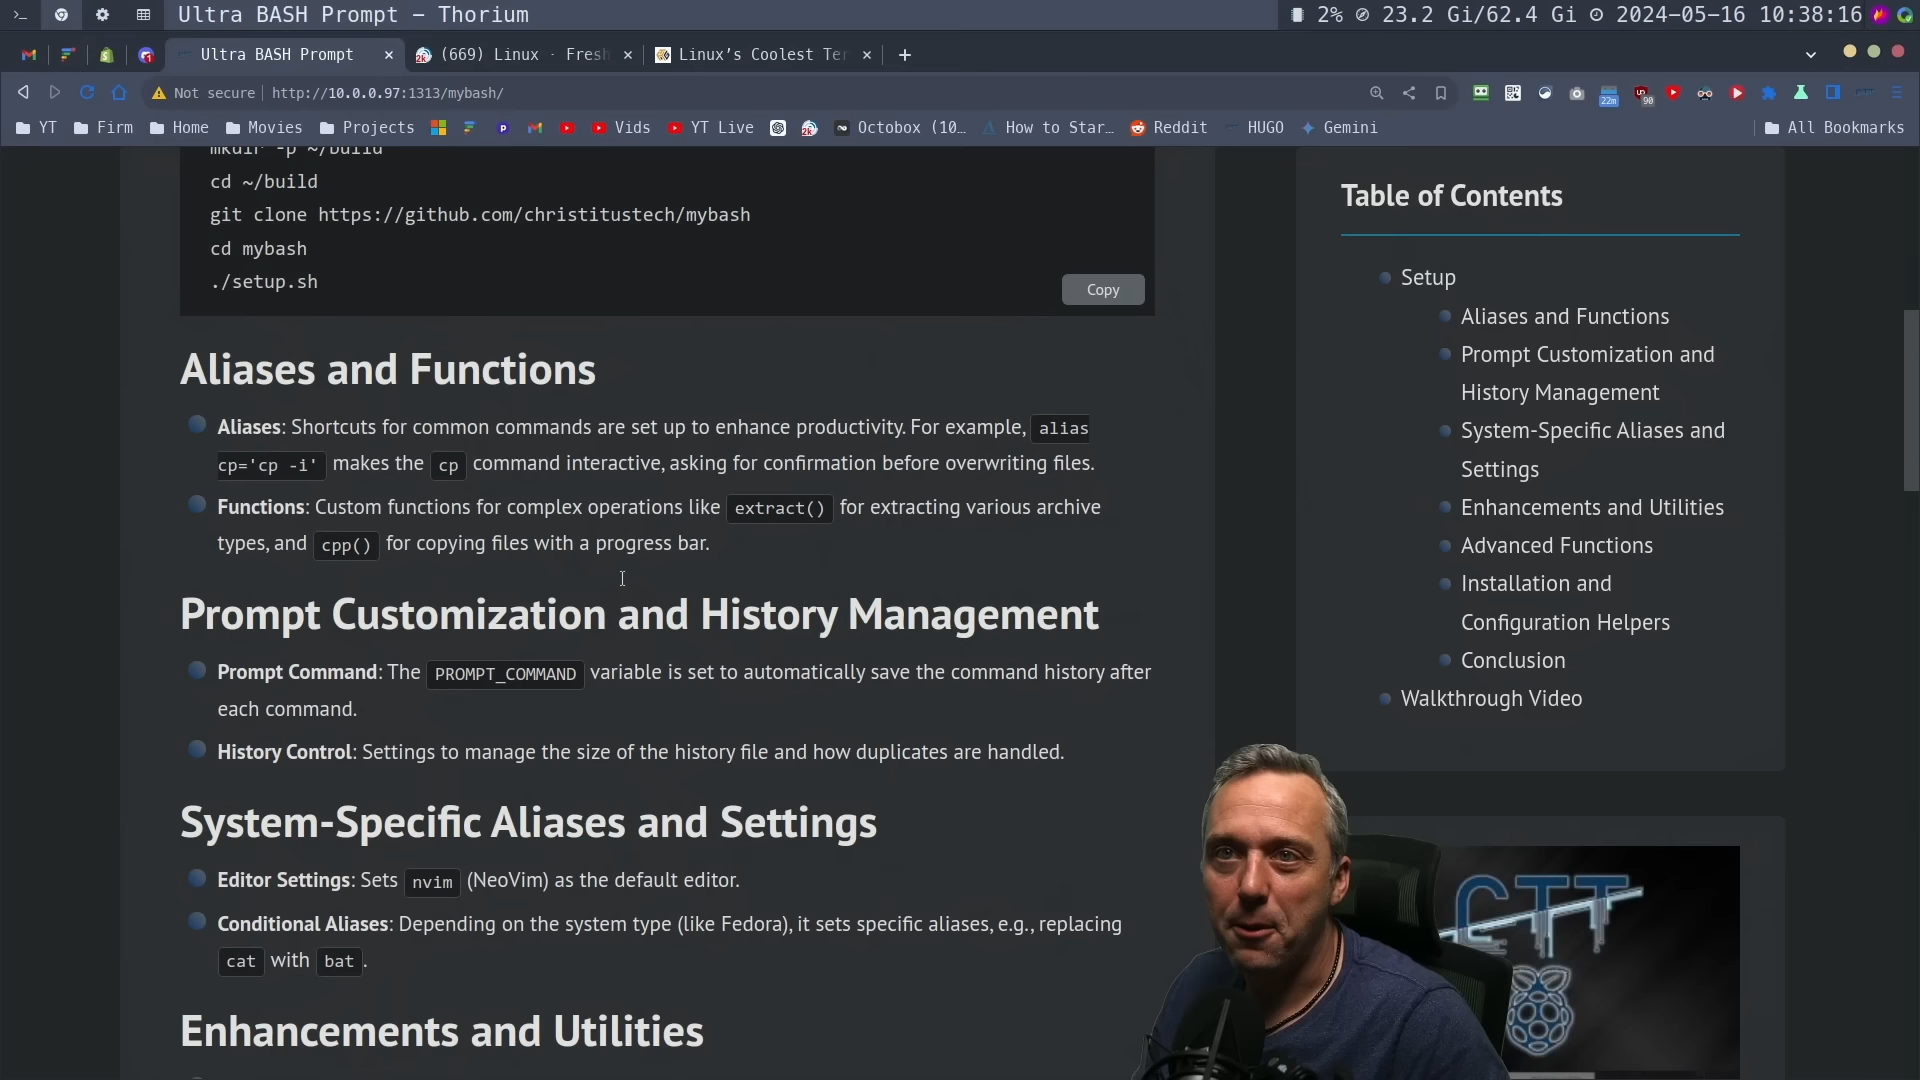 Ultra BASH Prompt – Thorium
2% 23.2 Gi/62.4 Gi 2024-05-16 10:38:16
Ultra BASH Prompt
(669) Linux · Fresh
Linux's Coolest Ter
Not secure http://10.0.0.97:1313/mybash/
22m
90
YT Firm Home Movies Projects Vids YT Live Octobox (10… How to Star… Reddit HUGO Gemini All Bookmarks
mkdir -p ~/build
cd ~/build
git clone https://github.com/christitustech/mybash
cd mybash
./setup.sh
Copy
Aliases and Functions
Aliases: Shortcuts for common commands are set up to enhance productivity. For example, alias
cp='cp -i' makes the cp command interactive, asking for confirmation before overwriting files.
Functions: Custom functions for complex operations like extract() for extracting various archive
types, and cpp() for copying files with a progress bar.
Prompt Customization and History Management
Prompt Command: The PROMPT_COMMAND variable is set to automatically save the command history after
each command.
History Control: Settings to manage the size of the history file and how duplicates are handled.
System-Specific Aliases and Settings
Editor Settings: Sets nvim (NeoVim) as the default editor.
Conditional Aliases: Depending on the system type (like Fedora), it sets specific aliases, e.g., replacing
cat with bat.
Enhancements and Utilities
Table of Contents
Setup
Aliases and Functions
Prompt Customization and
History Management
System-Specific Aliases and
Settings
Enhancements and Utilities
Advanced Functions
Installation and
Configuration Helpers
Conclusion
Walkthrough Video
CTT